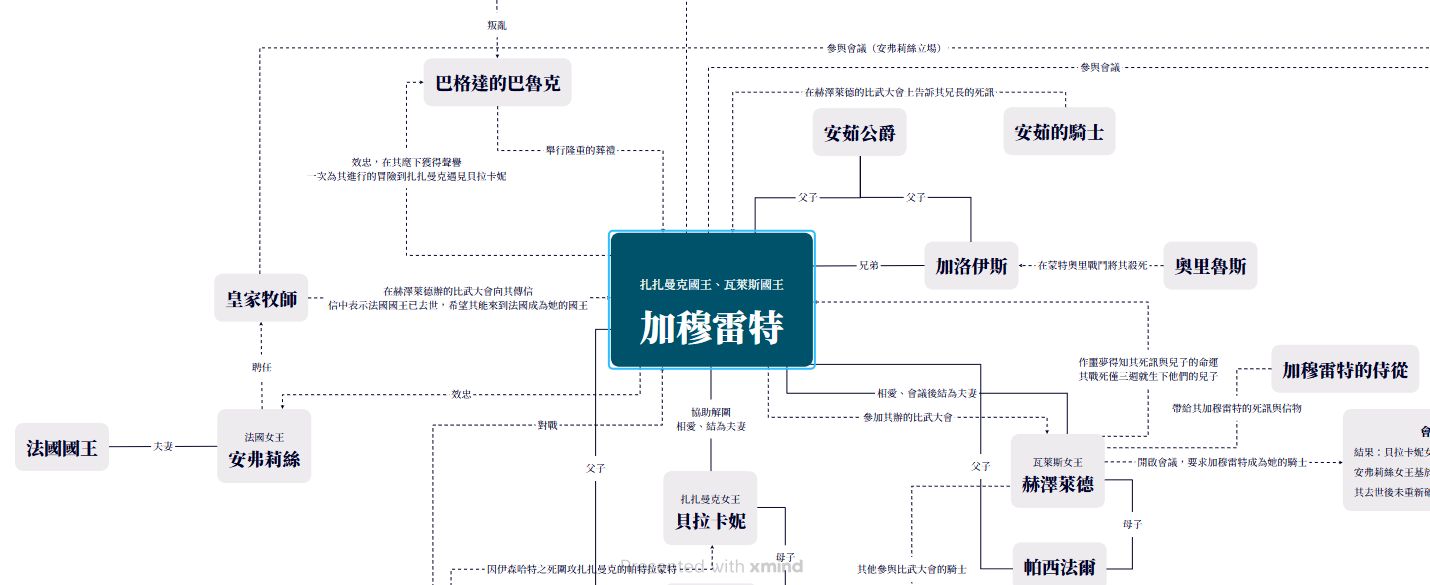 叛亂
參與會議（安弗莉絲立場）
參與會議
巴格達的巴魯克
在赫澤萊德的比武大會上告訴其兄長的死訊
安茹公爵
安茹的騎士
舉行隆重的葬禮
效忠，在其麾下獲得聲譽
一次為其進行的冒險到扎扎曼克遇見貝拉卡妮
父子
父子
兄弟
加洛伊斯
在蒙特奧里戰鬥將其殺死
奧里魯斯
扎扎曼克國王、瓦萊斯國王
加穆雷特
皇家牧師
在赫澤萊德辦的比武大會向其傳信
信中表示法國國王已去世，希望其能來到法國成為她的國王
聘任
作噩夢得知其死訊與兒子的命運
其戰死僅三週就生下他們的兒子
加穆雷特的侍從
帶給其加穆雷特的死訊與信物
效忠
相愛、會議後結為夫妻
參加其辦的比武大會
協助解圍
相愛、結為夫妻
對戰
法國國王
夫妻
法國女王
安弗莉絲
父子
父子
瓦萊斯女王
赫澤萊德
開啟會議，要求加穆雷特成為她的騎士
結果：貝拉卡妮
安弗莉絲女王
其去世後未重新
扎扎曼克女王
貝拉卡妮
母子
母子
因伊森哈特之死圍攻扎扎曼克的帕特拉蒙特
Presented with xmind
其他參與比武大會的騎士
帕西法爾